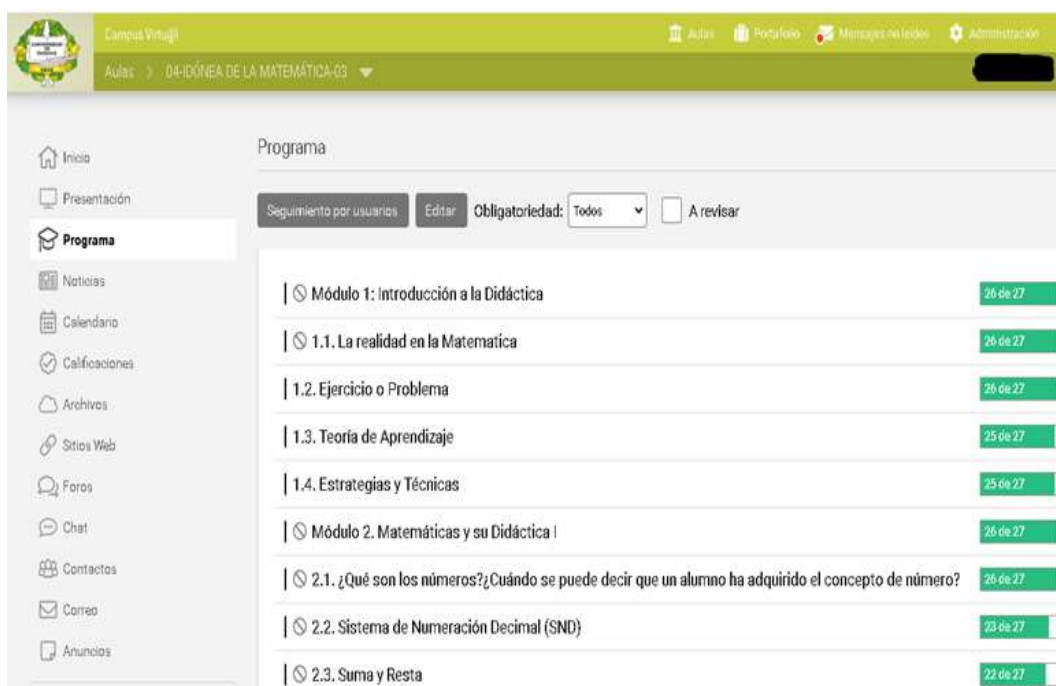 Campus Virtu@l
Aulas
Portafolio
Mensajes no leídos
Administración
Aulas > 04-IDÓNEA DE LA MATEMÁTICA-03
Inicio
Presentación
Programa
Noticias
Calendario
Calificaciones
Archivos
Sitios Web
Foros
Chat
Contactos
Correo
Anuncios
Programa
Seguimiento por usuarios
Editar
Obligatoriedad: Todos
A revisar
Módulo 1: Introducción a la Didáctica 26 de 27
1.1. La realidad en la Matematica 26 de 27
1.2. Ejercicio o Problema 26 de 27
1.3. Teoría de Aprendizaje 25 de 27
1.4. Estrategias y Técnicas 25 de 27
Módulo 2. Matemáticas y su Didáctica I 26 de 27
2.1. ¿Qué son los números?¿Cuándo se puede decir que un alumno ha adquirido el concepto de número? 26 de 27
2.2. Sistema de Numeración Decimal (SND) 23 de 27
2.3. Suma y Resta 22 de 27